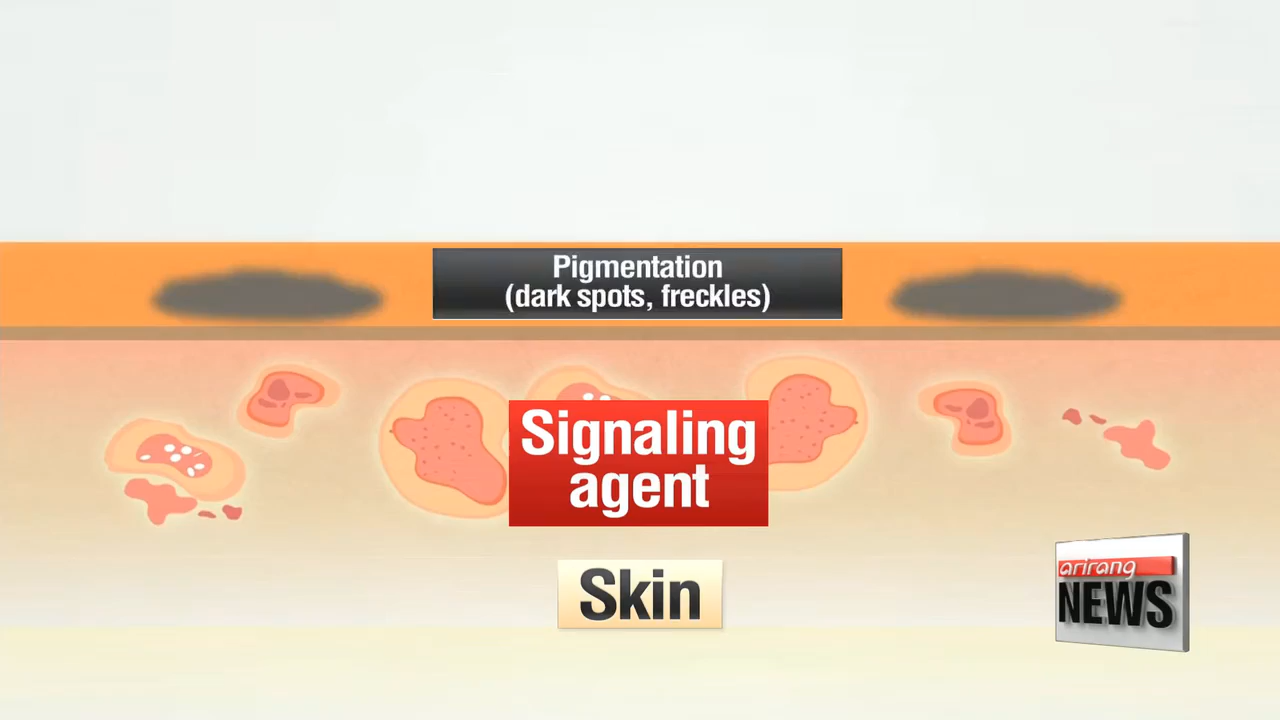 Pigmentation
(dark spots, freckles)
Signaling
agent
Skin
arirang
NEWS